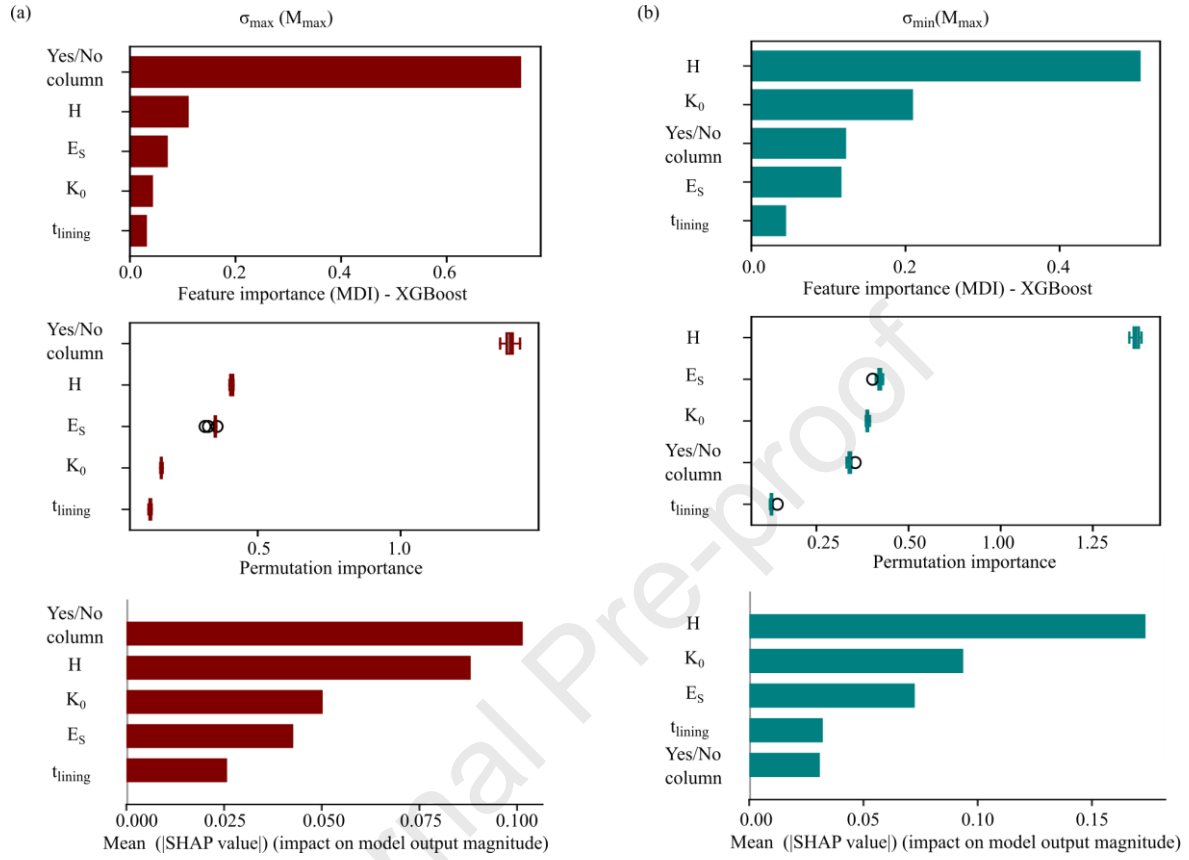 (a)
σmax (Mmax)
Yes/No
column
H
ES
K0
tlining
0.0 0.2 0.4 0.6
Feature importance (MDI) - XGBoost
Yes/No
column
H
ES
K0
tlining
0.5 1.0
Permutation importance
Yes/No
column
H
K0
ES
tlining
0.000 0.025 0.050 0.075 0.100
Mean (|SHAP value|) (impact on model output magnitude)
(b)
σmin(Mmax)
H
K0
Yes/No
column
ES
tlining
0.0 0.2 0.4
Feature importance (MDI) - XGBoost
H
ES
K0
Yes/No
column
tlining
0.25 0.50 1.00 1.25
Permutation importance
H
K0
ES
tlining
Yes/No
column
0.00 0.05 0.10 0.15
Mean (|SHAP value|) (impact on model output magnitude)
rnal Pre-proof